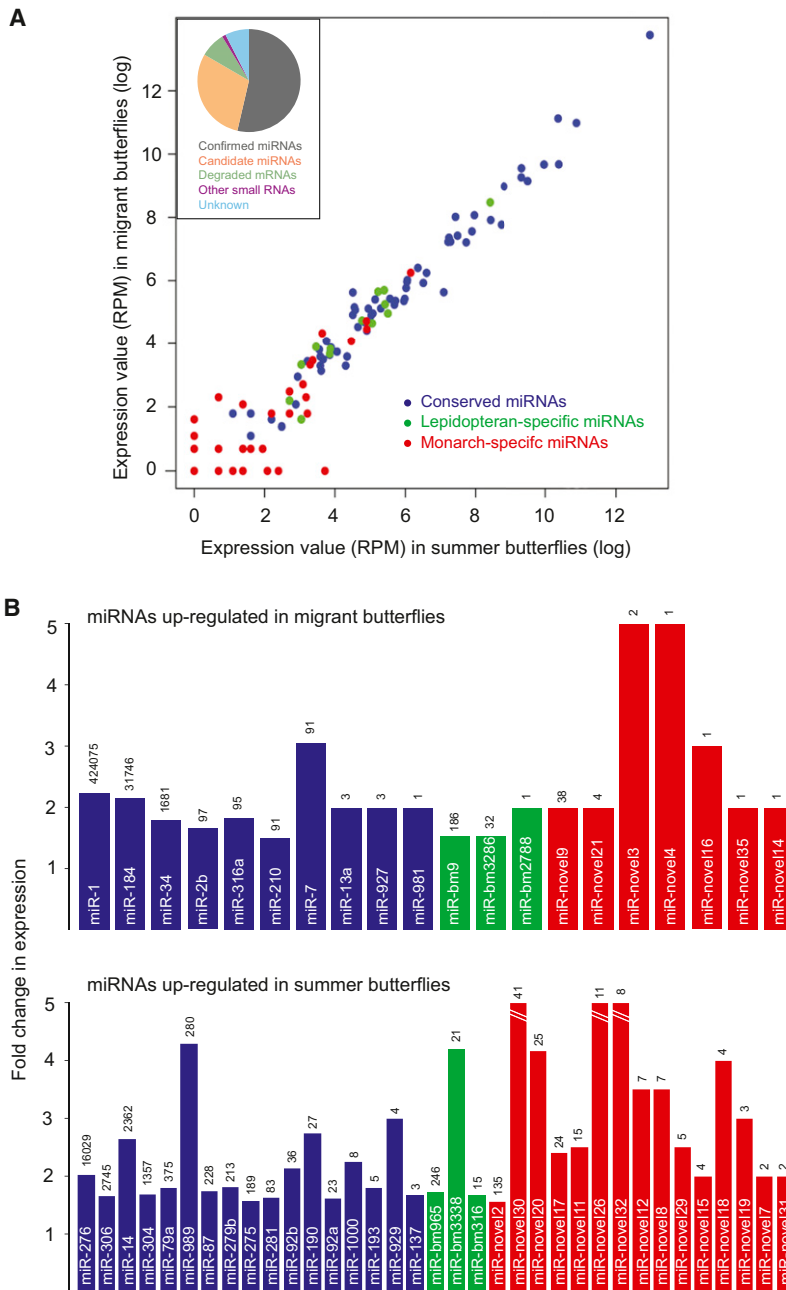 A
Confirmed miRNAs
Candidate miRNAs
Degraded mRNAs
Other small RNAs
Unknown
Expression value (RPM) in migrant butterflies (log)
12
10
8
6
4
2
0
Conserved miRNAs
Lepidopteran-specific miRNAs
Monarch-specifc miRNAs
0 2 4 6 8 10 12
Expression value (RPM) in summer butterflies (log)
B
miRNAs up-regulated in migrant butterflies
5
4
3
2
1
424075 31746 1681 97 95 91 91 3 3 1 186 32 1 38 4 2 1 1 1 1
miR-1 miR-184 miR-34 miR-2b miR-316a miR-210 miR-7 miR-13a miR-927 miR-981 miR-bm9 miR-bm3286 miR-bm2788 miR-novel9 miR-novel21 miR-novel3 miR-novel4 miR-novel16 miR-novel35 miR-novel14
Fold change in expression
miRNAs up-regulated in summer butterflies
5
4
3
2
1
16029 2745 2362 1357 375 280 228 213 189 83 36 27 23 8 5 4 3 246 21 15 135 41 25 24 15 11 8 7 7 5 4 4 3 2 2
miR-276 miR-306 miR-14 miR-304 miR-79a miR-989 miR-87 miR-279b miR-275 miR-281 miR-92b miR-190 miR-92a miR-1000 miR-193 miR-929 miR-137 miR-bm965 miR-bm3338 miR-bm316 miR-novel2 miR-novel30 miR-novel20 miR-novel17 miR-novel11 miR-novel26 miR-novel32 miR-novel12 miR-novel8 miR-novel29 miR-novel15 miR-novel18 miR-novel19 miR-novel7 miR-novel31